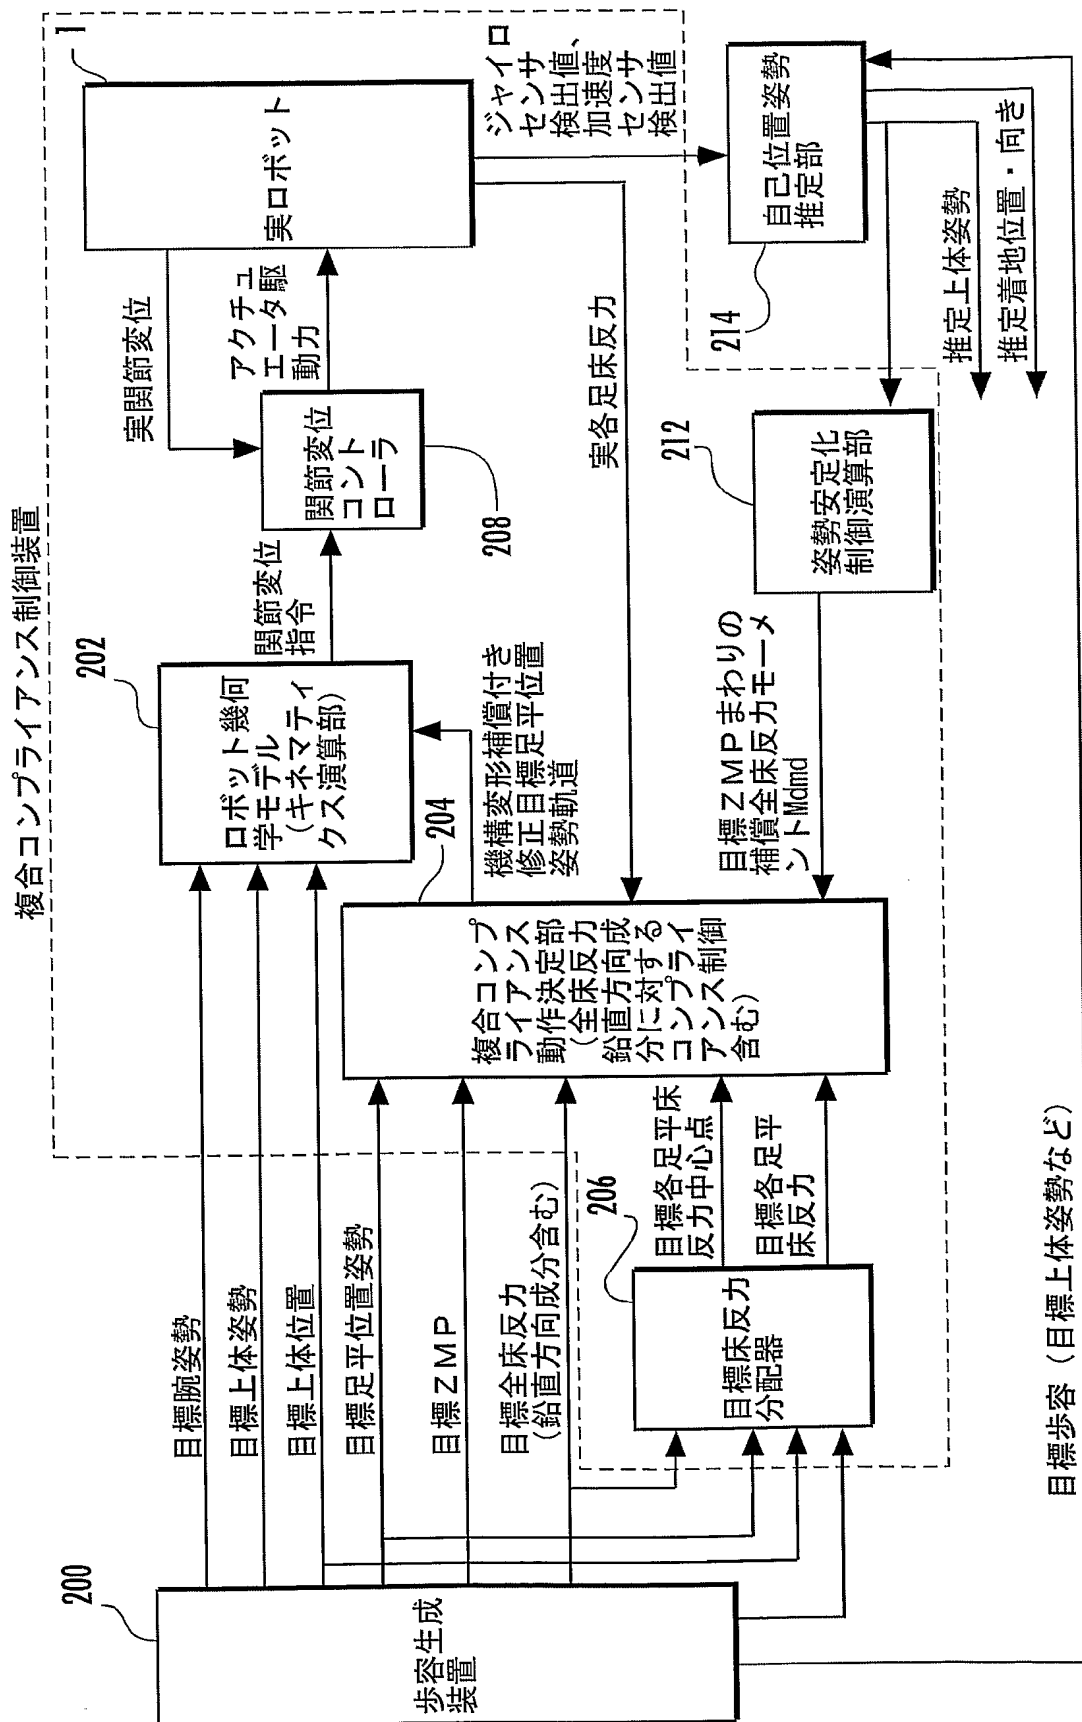 複合コンプライアンス制御装置
200
歩容生成
装置
目標腕姿勢
目標上体姿勢
目標上体位置
目標足平位置姿勢
目標ZMP
目標全床反力
(鉛直方向成分含む)
206
目標床反力
分配器
目標各足平床
反力中心点
目標各足平
床反力
202
ロボット幾何
学モデル
(キネマティ
クス演算部)
204
複合コンプ
ライアンス
動作決定部
(全床反力
鉛直方向成
分に対する
コンプライ
アンス制御
含む)
機構変形補償付き
修正目標足平位置
姿勢軌道
関節変位
指令
関節変位
コント
ローラ
208
実関節変位
アクチュ
エータ駆
動力
1
実ロボット
ジャイロ
センサ
検出値、
加速度
センサ
検出値
実各足床反力
目標ZMPまわりの
補償全床反力モーメ
ントMdmd
212
姿勢安定化
制御演算部
214
自己位置姿勢
推定部
推定上体姿勢
推定着地位置・向き
目標歩容(目標上体姿勢など)